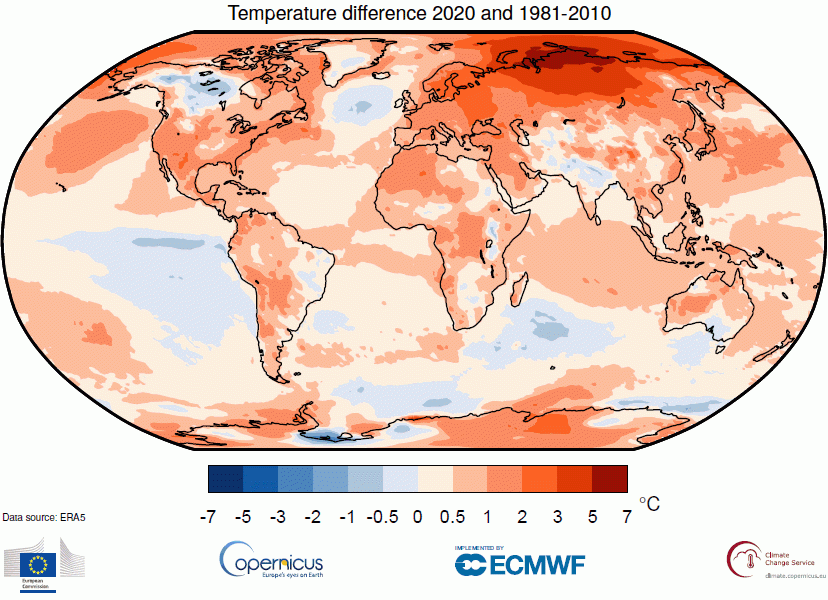 Temperature difference 2020 and 1981-2010
-7 -5 -3 -2 -1 -0.5 0 0.5 1 2 3 5 7 °C
Data source: ERA5
European
Commission
opernicus
Europe's eyes on Earth
IMPLEMENTED BY
ECMWF
Climate
Change Service
climate.copernicus.eu